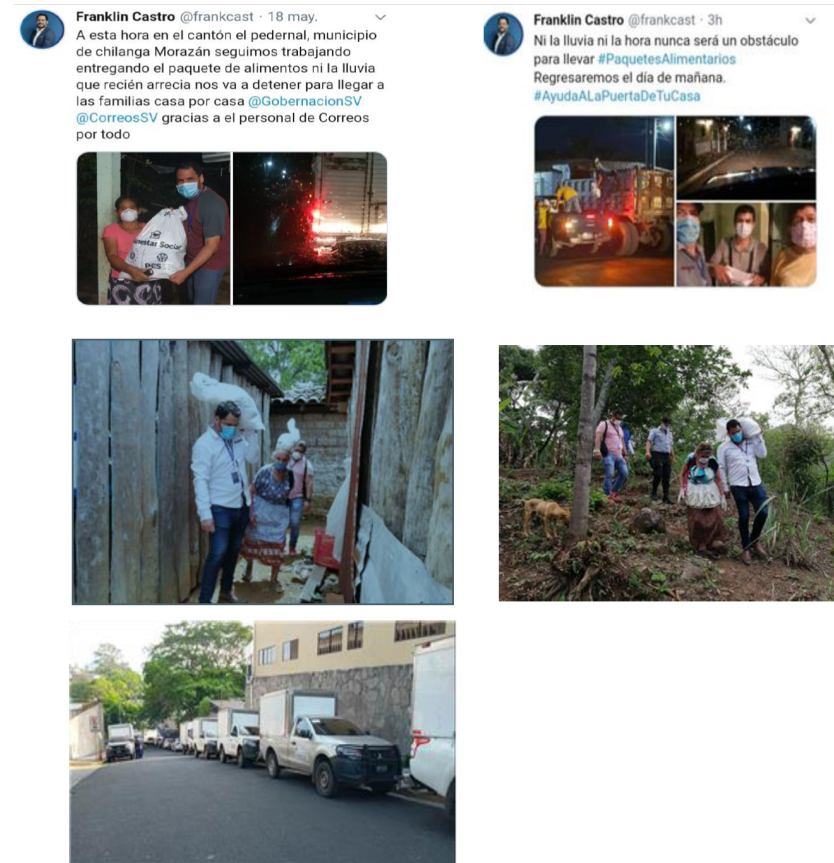 Franklin Castro @frankcast · 18 may.
A esta hora en el cantón el pedernal, municipio
de chilanga Morazán seguimos trabajando
entregando el paquete de alimentos ni la lluvia
que recién arrecia nos va a detener para llegar a
las familias casa por casa @GobernacionSV
@CorreosSV gracias a el personal de Correos
por todo
Social
PES
Franklin Castro @frankcast · 3h
Ni la lluvia ni la hora nunca será un obstáculo
para llevar #PaquetesAlimentarios
Regresaremos el día de mañana.
#AyudaALaPuertaDeTuCasa